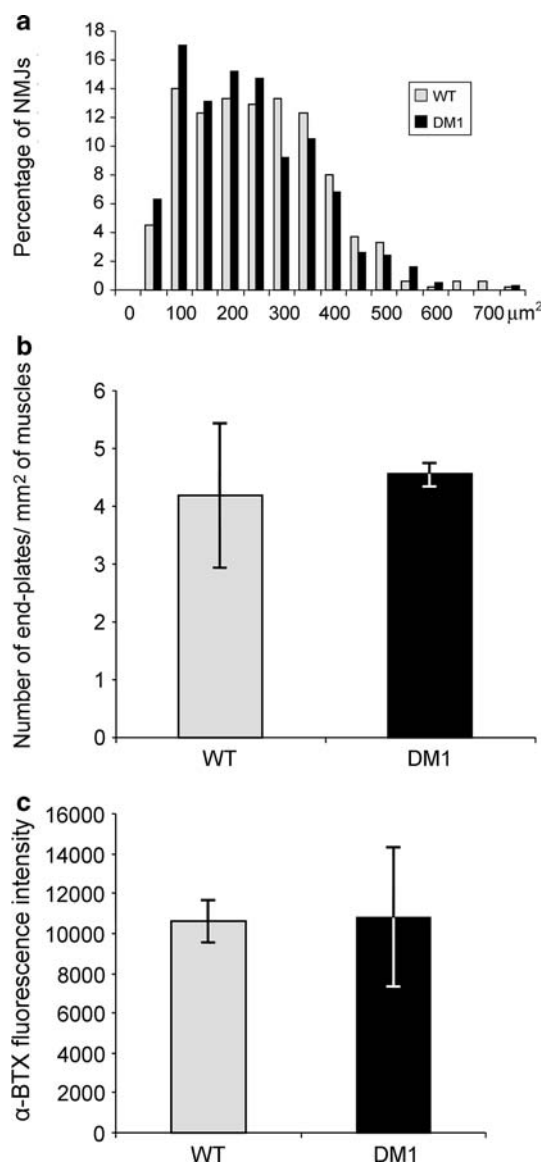 a
Percentage of NMJs
18
16
14
12
10
8
6
4
2
0
WT
DM1
0 100 200 300 400 500 600 700 μm²
b
Number of end-plates/ mm² of muscles
6
5
4
3
2
1
0
WT DM1
c
α-BTX fluorescence intensity
16000
14000
12000
10000
8000
6000
4000
2000
0
WT DM1